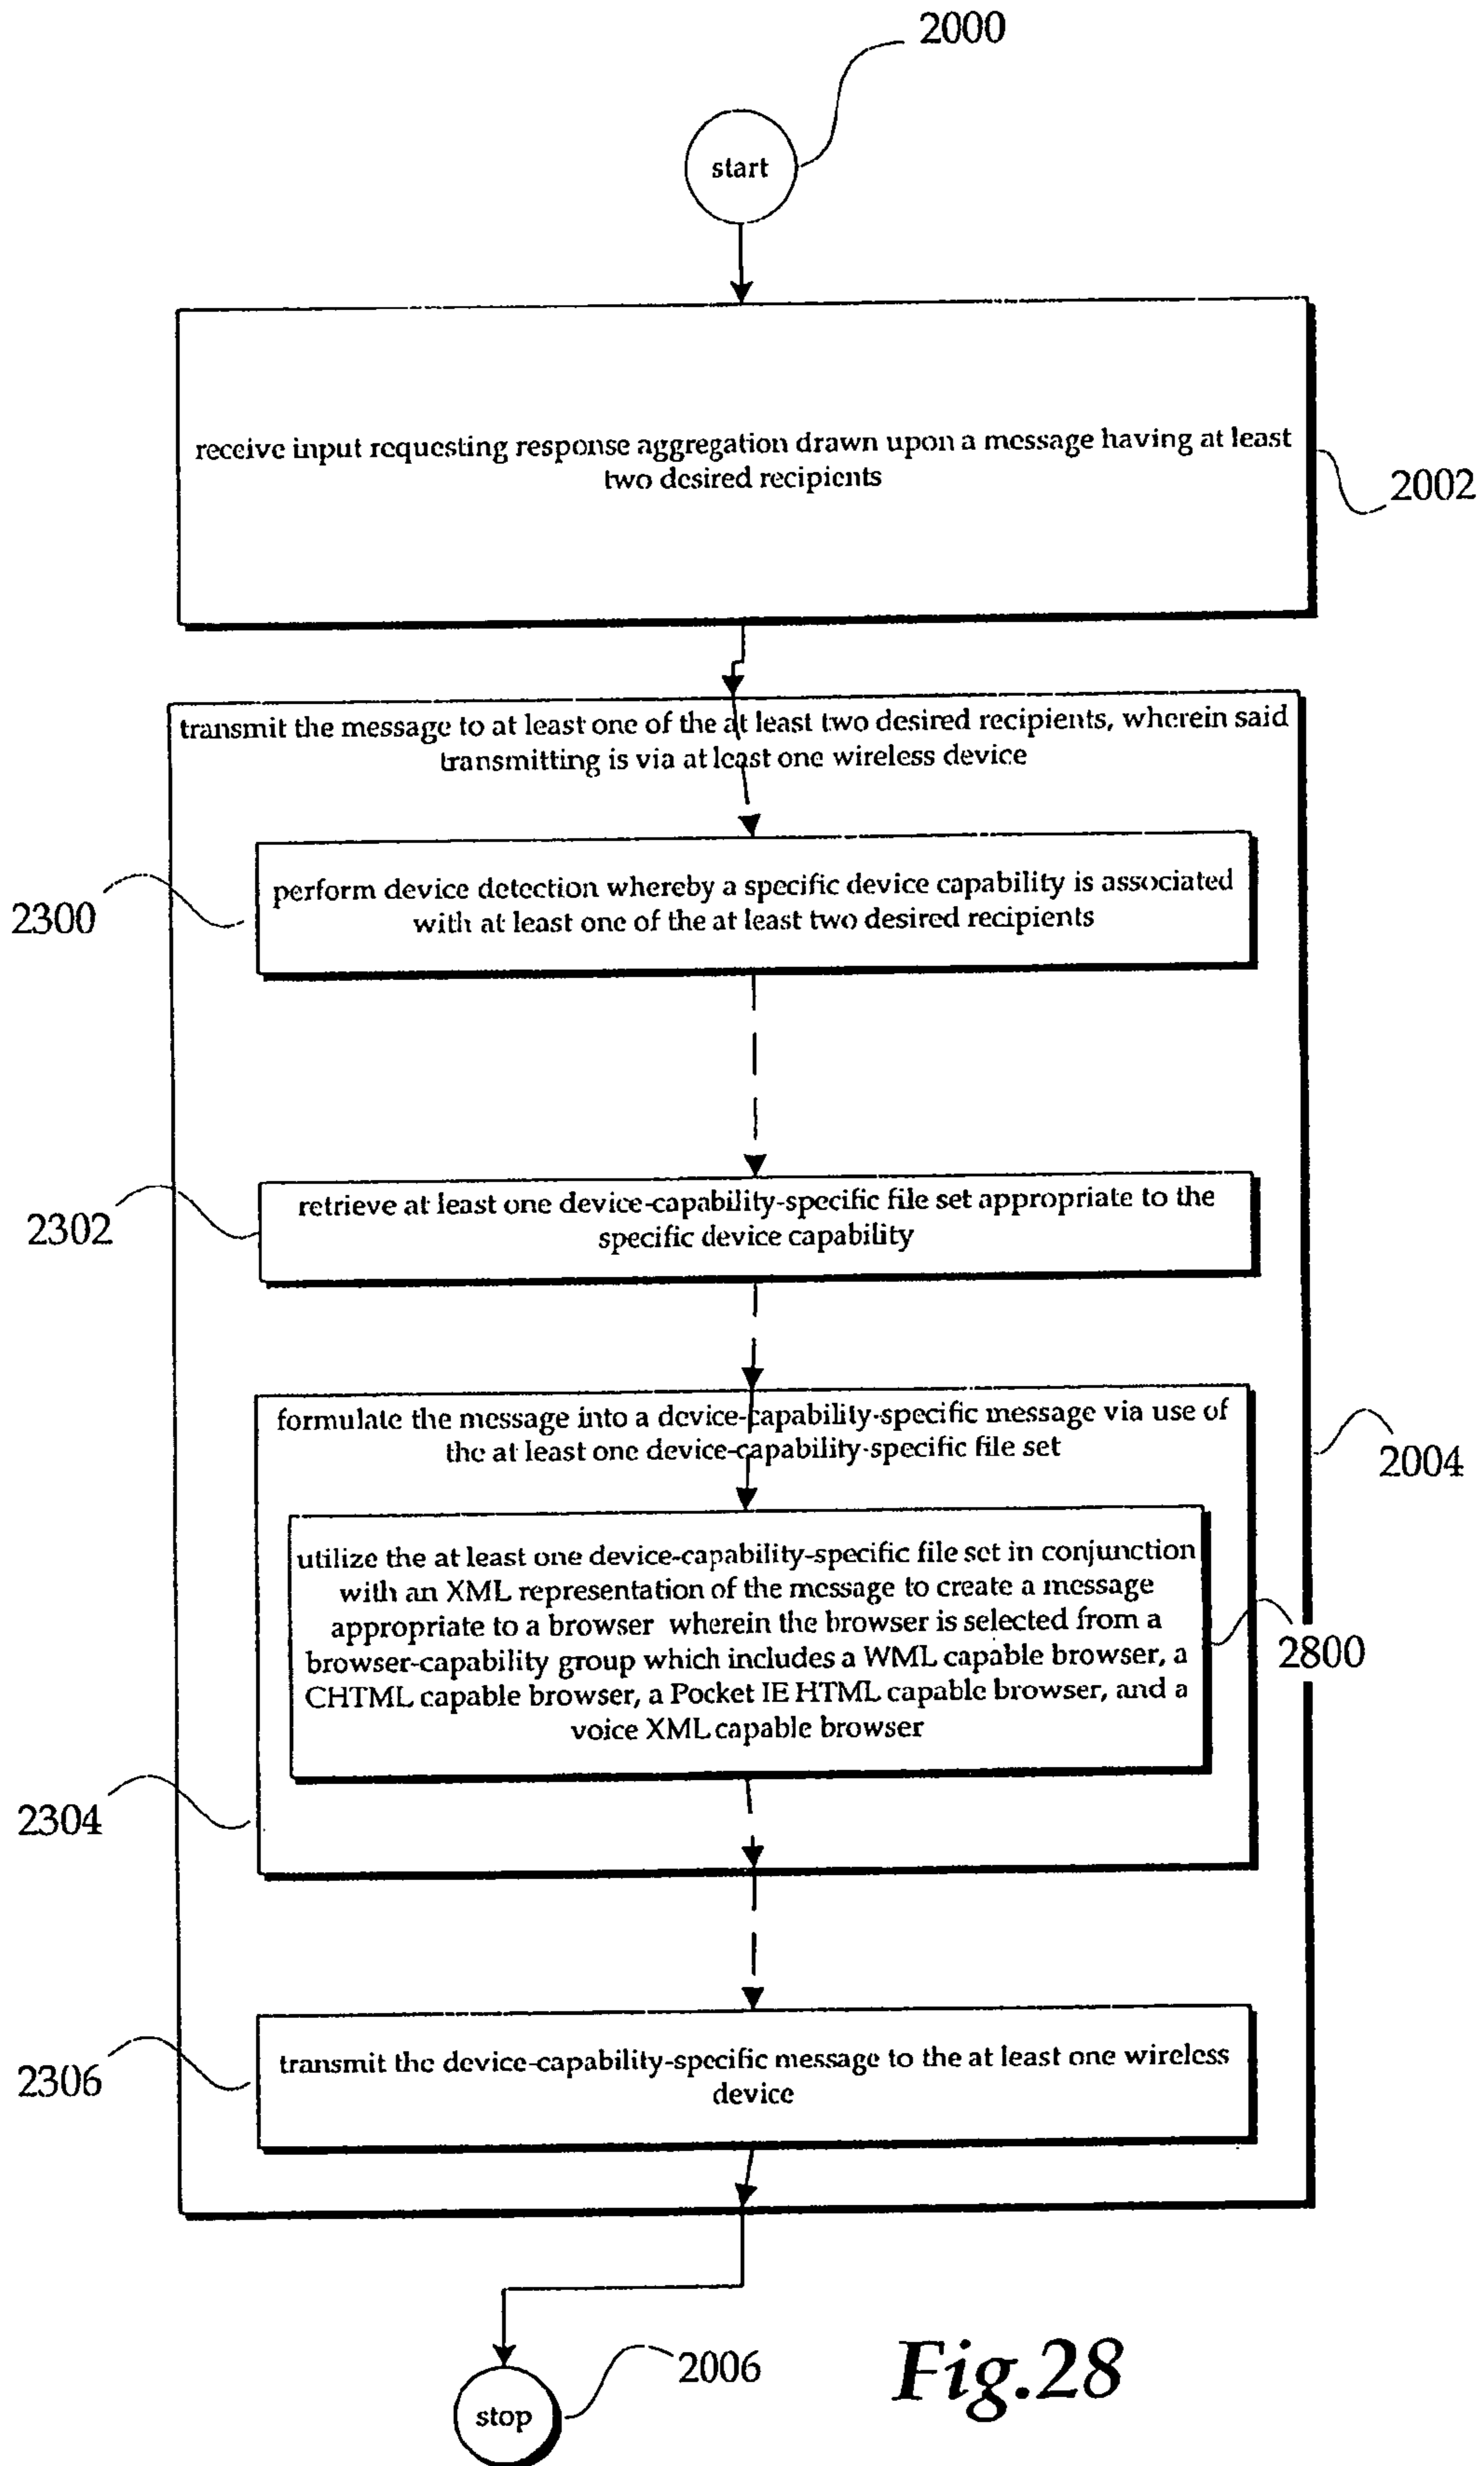 2000
start
receive input requesting response aggregation drawn upon a message having at least
two desired recipients
2002
transmit the message to at least one of the at least two desired recipients, wherein said
transmitting is via at least one wireless device
perform device detection whereby a specific device capability is associated
with at least one of the at least two desired recipients
2300
retrieve at least one device-capability-specific file set appropriate to the
specific device capability
2302
formulate the message into a device-capability-specific message via use of
the at least one device-capability-specific file set
2004
utilize the at least one device-capability-specific file set in conjunction
with an XML representation of the message to create a message
appropriate to a browser wherein the browser is selected from a
browser-capability group which includes a WML capable browser, a
CHTML capable browser, a Pocket IE HTML capable browser, and a
voice XML capable browser
2800
2304
transmit the device-capability-specific message to the at least one wireless
device
2306
stop
2006
Fig.28